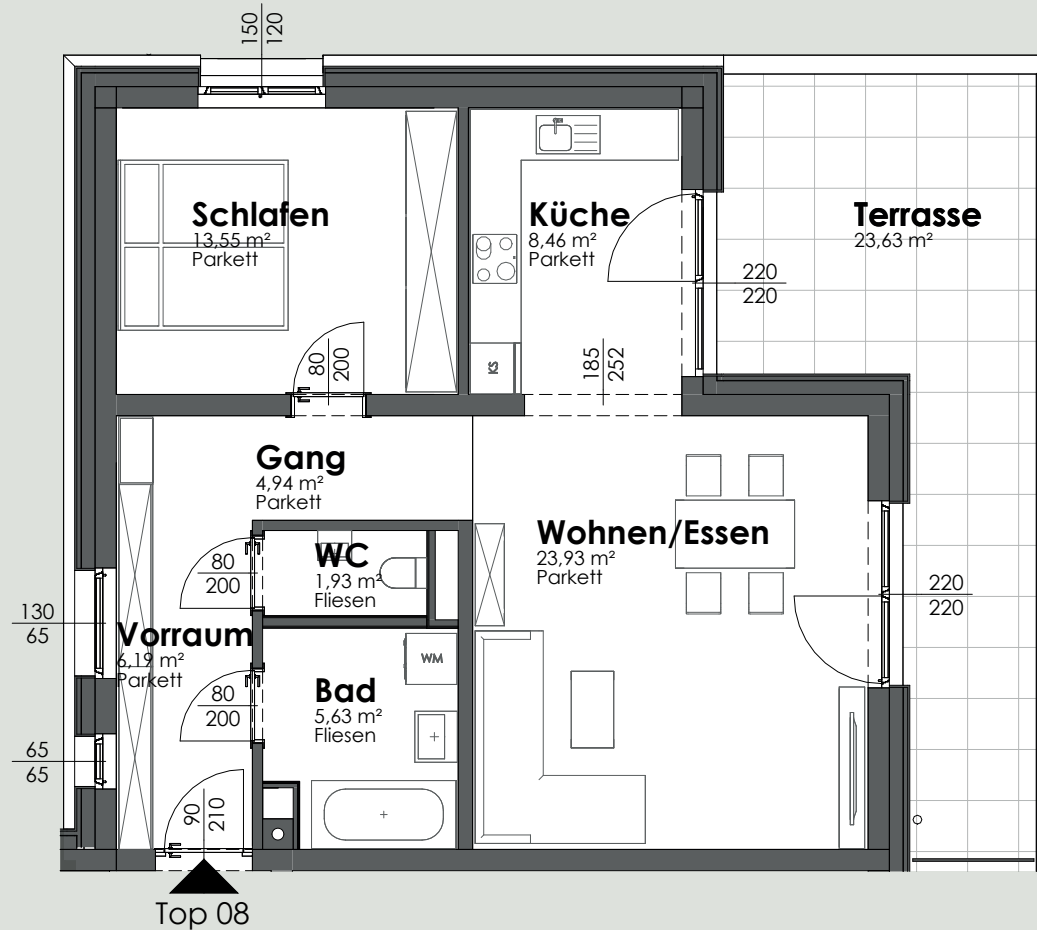 150
120
Schlafen
13,55 m²
Parkett
Küche
8,46 m²
Parkett
Terrasse
23,63 m²
220
220
80
200
KS
185
252
Gang
4,94 m²
Parkett
WC
1,93 m²
Fliesen
80
200
Wohnen/Essen
23,93 m²
Parkett
220
220
130
65
Vorraum
6,19 m²
Parkett
WM
80
200
Bad
5,63 m²
Fliesen
65
65
90
210
Top 08